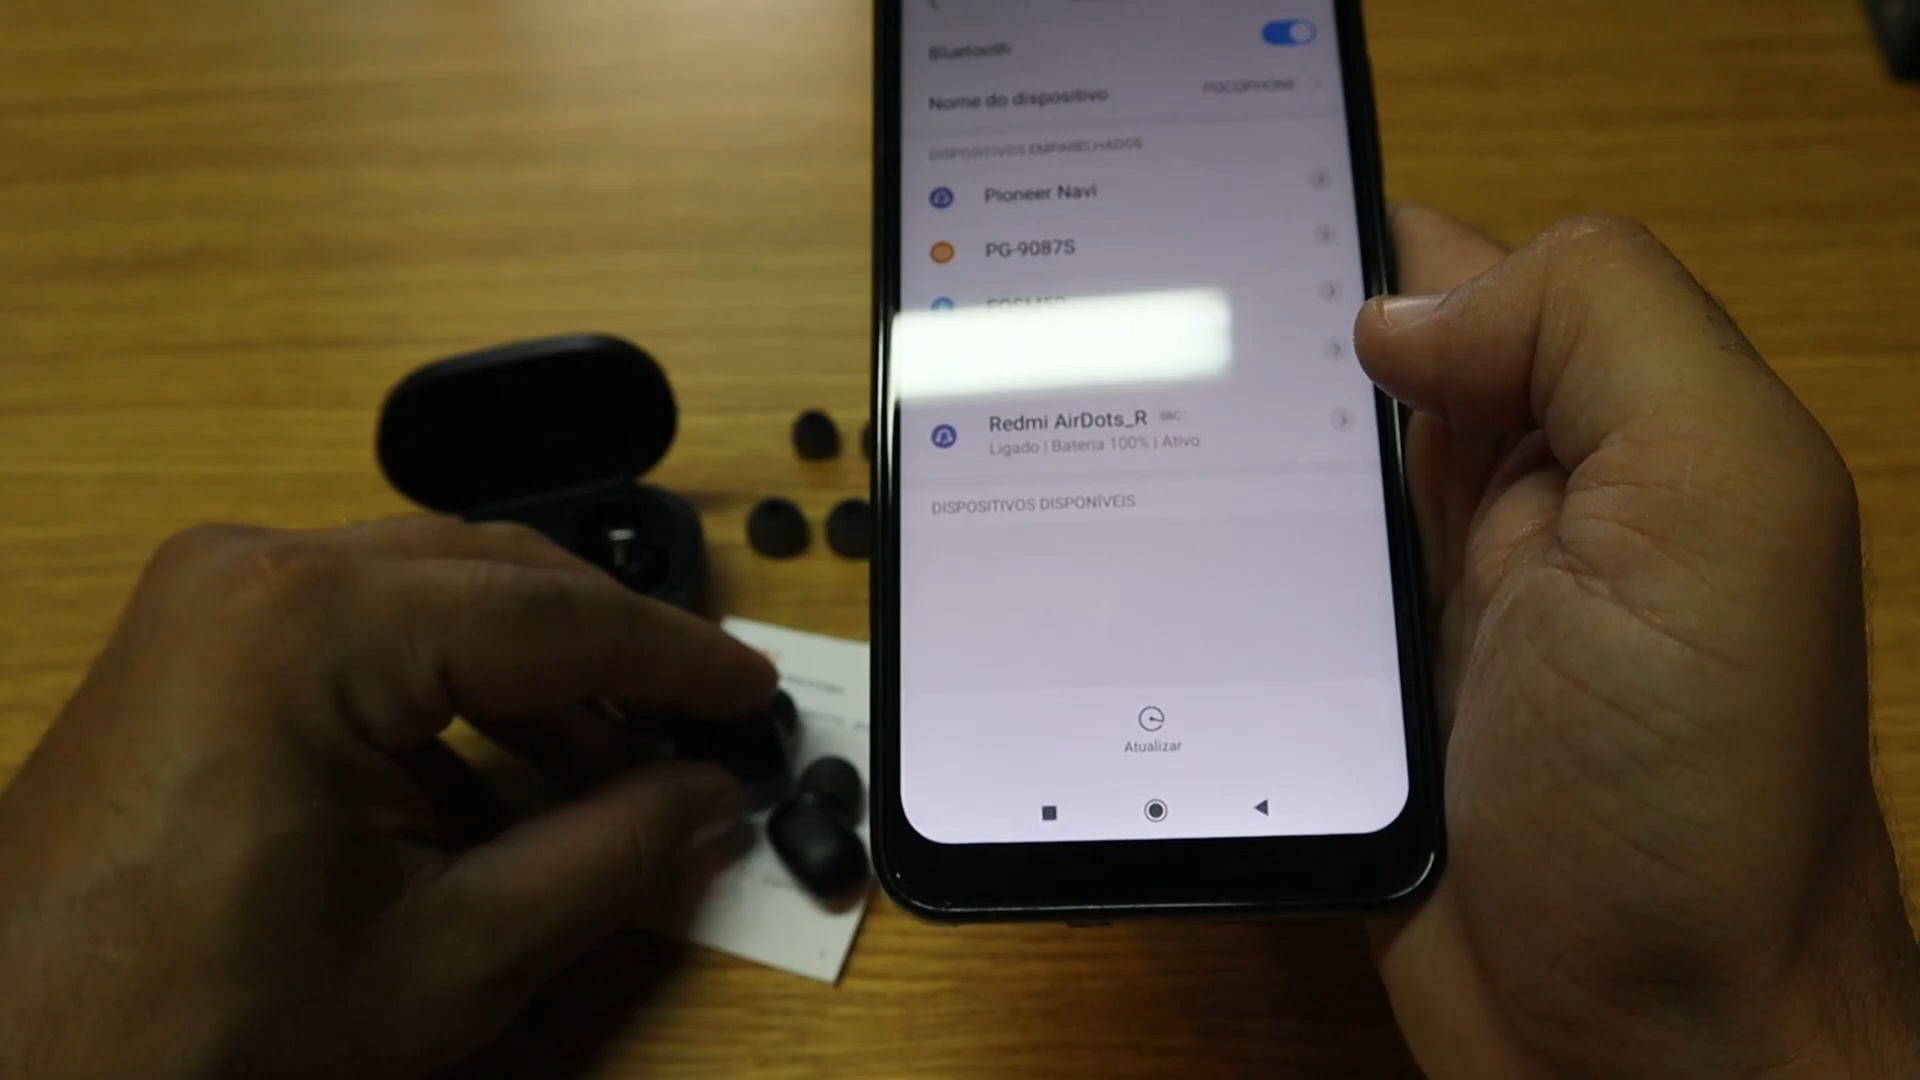 Bluetooth
Nome do dispositivo POCOPHONE
DISPOSITIVOS EMPARELHADOS
Pioneer Navi
PG-9087S
Redmi AirDots_R SBC
Ligado | Bateria 100% | Ativo
DISPOSITIVOS DISPONÍVEIS
Atualizar